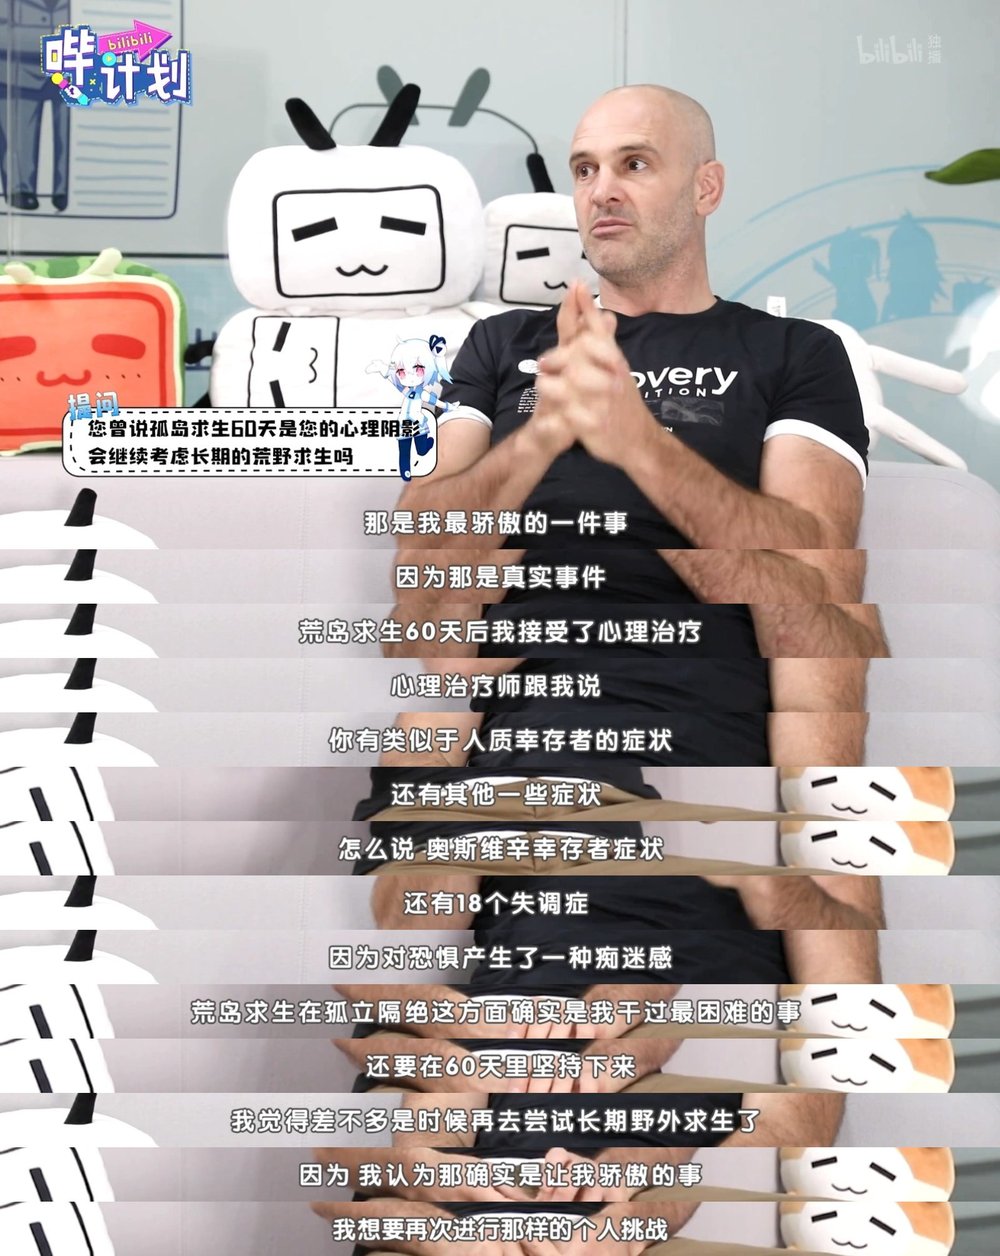 bilibili
哔计划
bilibili 独播
overy
ITION
提问
您曾说孤岛求生60天是您的心理阴影
会继续考虑长期的荒野求生吗
那是我最骄傲的一件事
因为那是真实事件
荒岛求生60天后我接受了心理治疗
心理治疗师跟我说
你有类似于人质幸存者的症状
还有其他一些症状
怎么说 奥斯维辛幸存者症状
还有18个失调症
因为对恐惧产生了一种痴迷感
荒岛求生在孤立隔绝这方面确实是我干过最困难的事
还要在60天里坚持下来
我觉得差不多是时候再去尝试长期野外求生了
因为 我认为那确实是让我骄傲的事
我想要再次进行那样的个人挑战